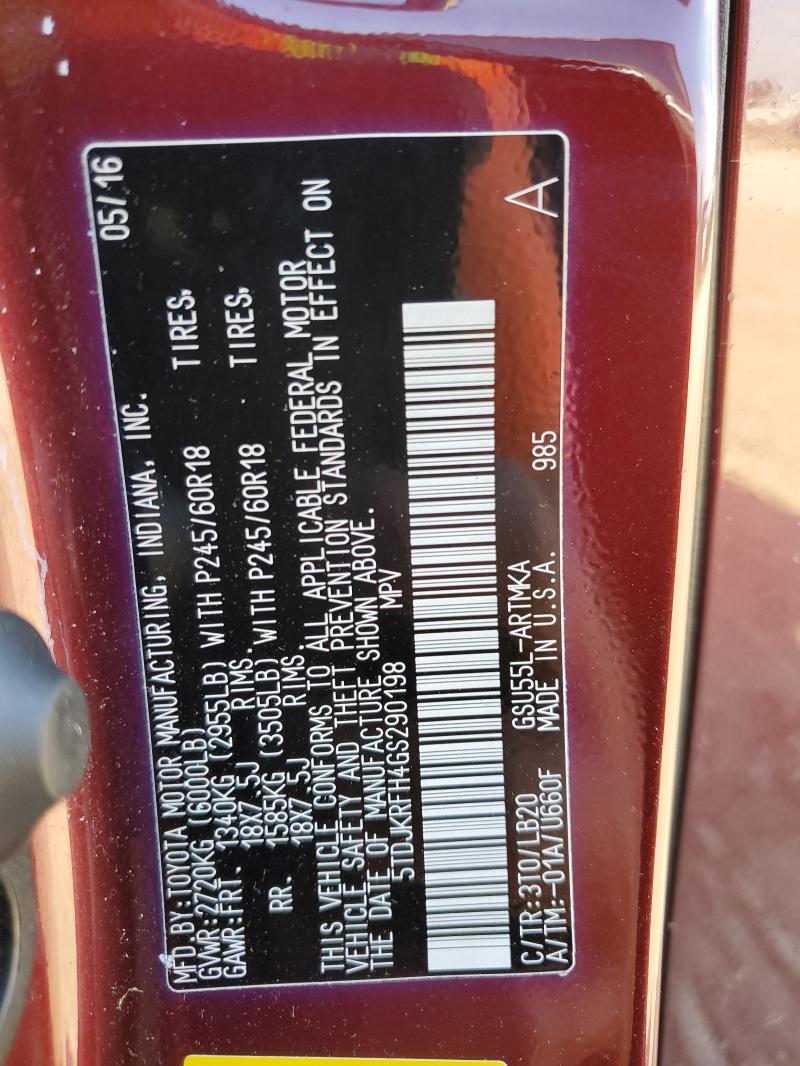 MFD.BY:TOYOTA MOTOR MANUFACTURING, INDIANA, INC. 05/16
GVWR:2720KG (6000LB)
GAWR:FRT. 1340KG (2955LB) WITH P245/60R18 TIRES,
18X7.5J RIMS.
RR. 1585KG (3505LB) WITH P245/60R18 TIRES,
18X7.5J RIMS.
THIS VEHICLE CONFORMS TO ALL APPLICABLE FEDERAL MOTOR
VEHICLE SAFETY AND THEFT PREVENTION STANDARDS IN EFFECT ON
THE DATE OF MANUFACTURE SHOWN ABOVE.
5TDJKRFH4GS290198 MPV
C/TR:3T0/LB20 GSU55L-ARTMKA
A/TM:-01A/U660F MADE IN U.S.A. 985 A